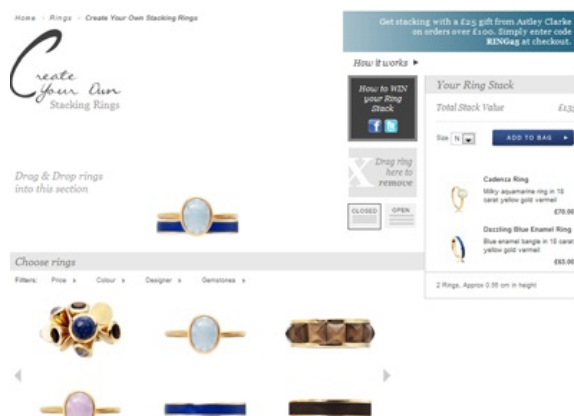 Home › Rings › Create Your Own Stacking Rings
Get stacking with a £25 gift from Astley Clarke
on orders over £100. Simply enter code
RING25 at checkout.
Create
Your Own
Stacking Rings
How it works ▸
How to WIN
your Ring
Stack
Drag ring
here to
remove
CLOSED
OPEN
Drag & Drop rings
into this section
Your Ring Stack
Total Stack Value
Size N ADD TO BAG
Cadenza Ring
Milky aquamarine ring in 18
carat yellow gold vermeil
£70.00
Dazzling Blue Enamel Ring
Blue enamel bangle in 18 carat
yellow gold vermeil
£65.00
2 Rings, Approx 0.56 cm in height
Choose rings
Filters: Price Colour Designer Gemstones